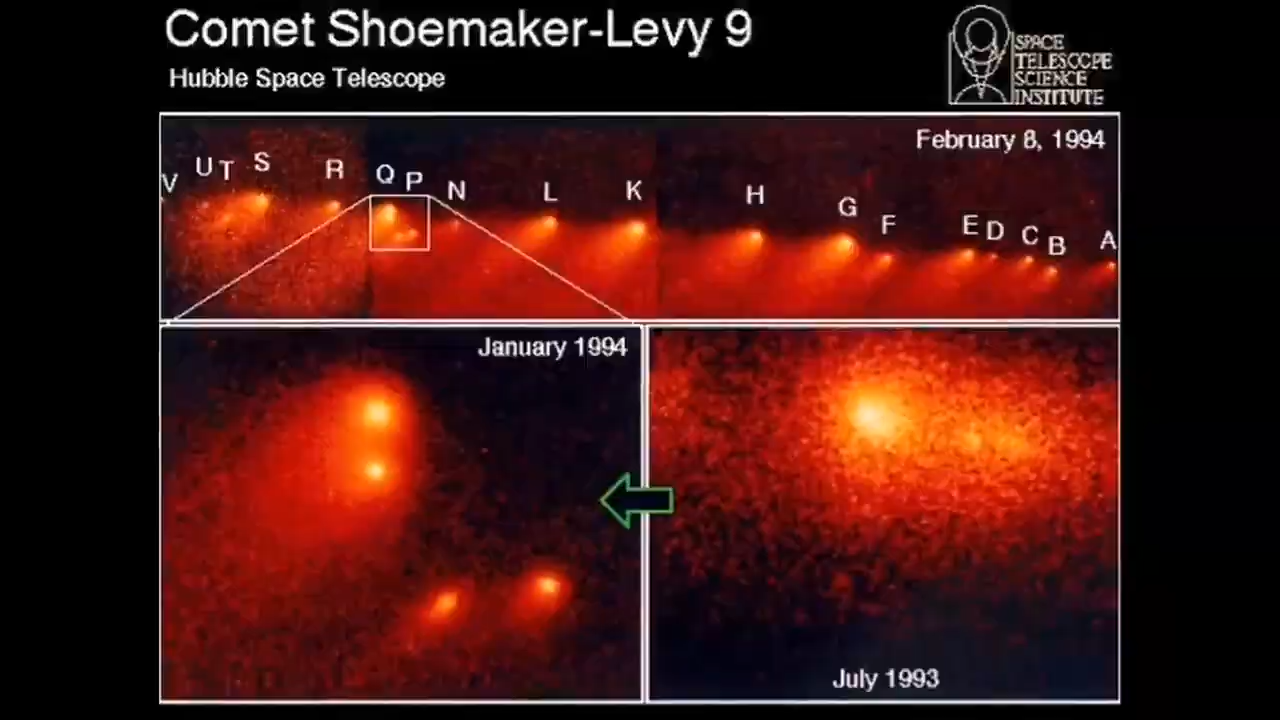 Comet Shoemaker-Levy 9
Hubble Space Telescope
SPACE
TELESCOPE
SCIENCE
INSTITUTE
February 8, 1994
V U T S R Q P N L K H G F E D C B A
January 1994
July 1993